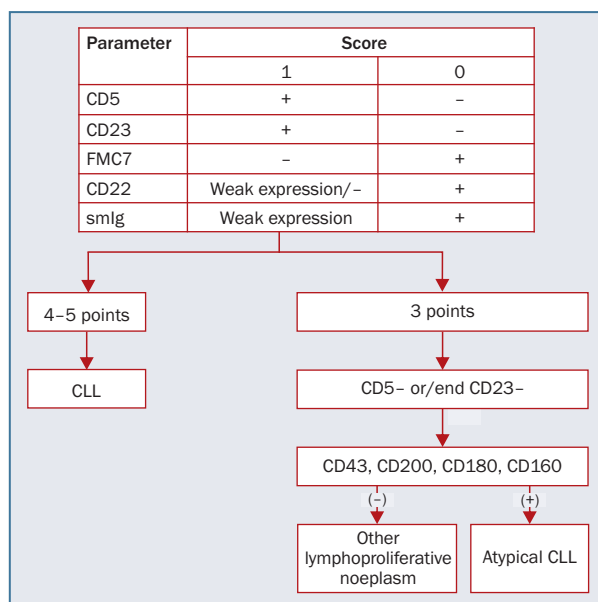 Parameter Score
1 0
CD5 + –
CD23 + –
FMC7 – +
CD22 Weak expression/– +
smIg Weak expression +
4–5 points 3 points
CLL CD5– or/end CD23–
CD43, CD200, CD180, CD160
(–) (+)
Other
lymphoproliferative
noeplasm
Atypical CLL